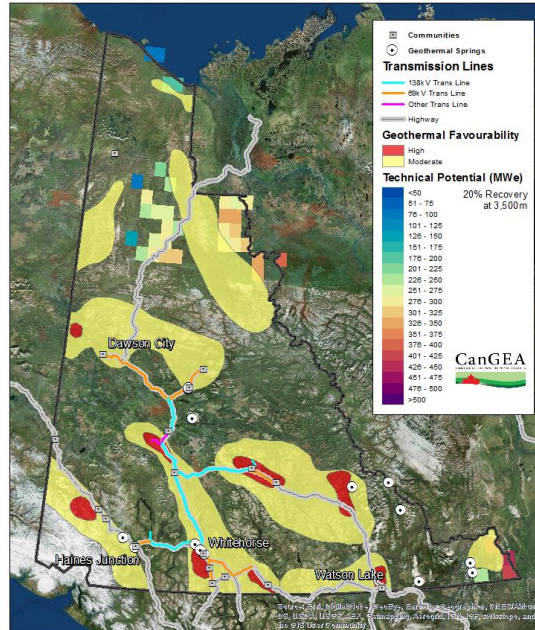 Communities
Geothermal Springs
Transmission Lines
138kV Trans Line
69kV Trans Line
Other Trans Line
Highway
Geothermal Favourability
High
Moderate
Technical Potential (MWe)
<50
20% Recovery
at 3,500m
51 - 75
76 - 100
101 - 125
126 - 150
151 - 175
176 - 200
201 - 225
226 - 250
251 - 275
276 - 300
301 - 325
326 - 350
351 - 375
376 - 400
401 - 425
426 - 450
451 - 475
476 - 500
>500
CanGEA
Dawson City
Whitehorse
Haines Junction
Watson Lake